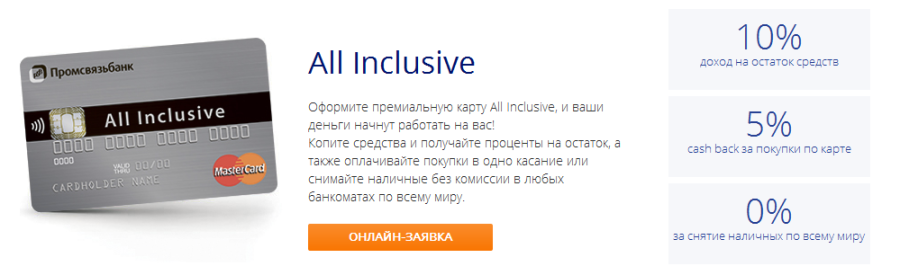 Промсвязьбанк
All Inclusive
0000 0000 0000 0000
0000
VALID THRU 00/00
CARDHOLDER NAME
MasterCard
All Inclusive
Оформите премиальную карту All Inclusive, и ваши
деньги начнут работать на вас!
Копите средства и получайте проценты на остаток, а
также оплачивайте покупки в одно касание или
снимайте наличные без комиссии в любых
банкоматах по всему миру.
ОНЛАЙН-ЗАЯВКА
10%
доход на остаток средств
5%
cash back за покупки по карте
0%
за снятие наличных по всему миру